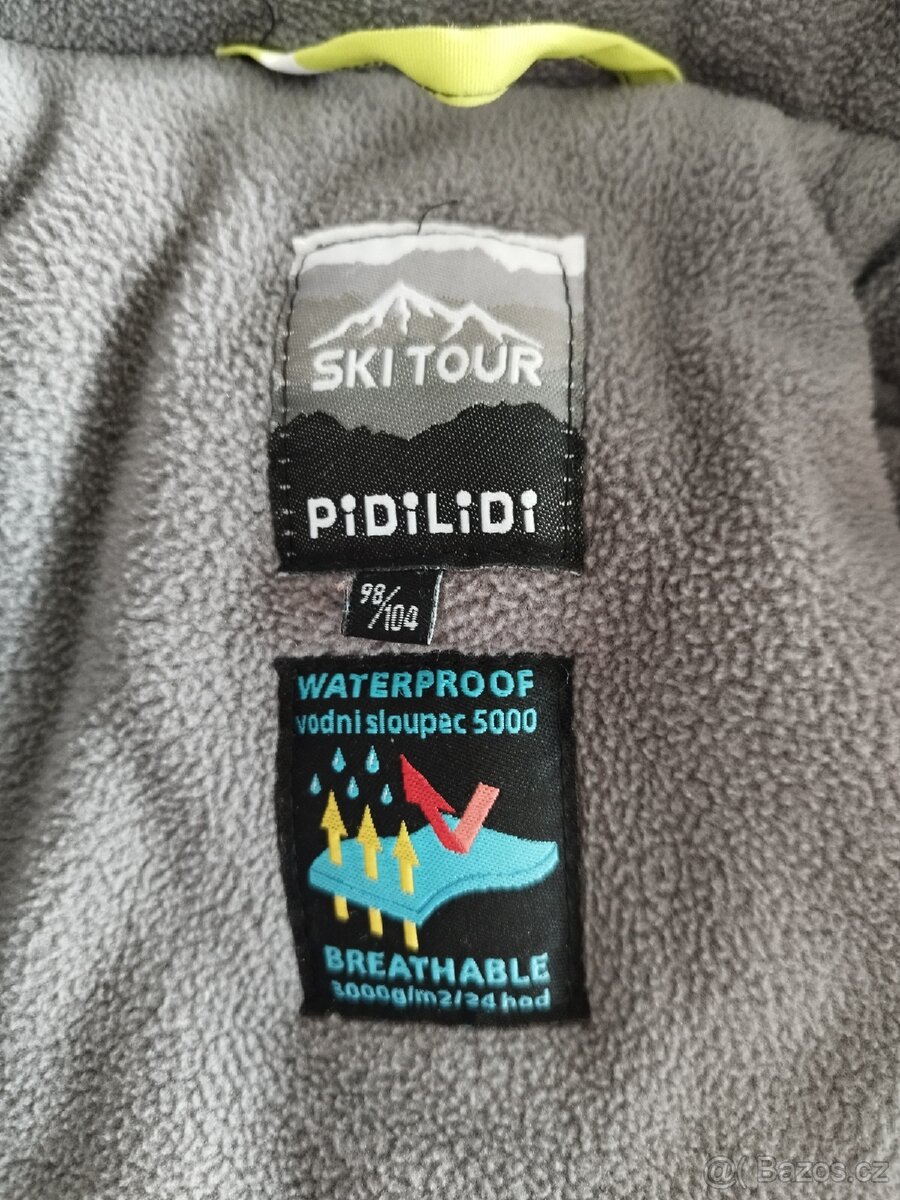 SKI TOUR
PiDiLiDi
98/104
WATERPROOF
vodni sloupec 5000
BREATHABLE
3000g/m2/24 hod
@( Bazos.cz